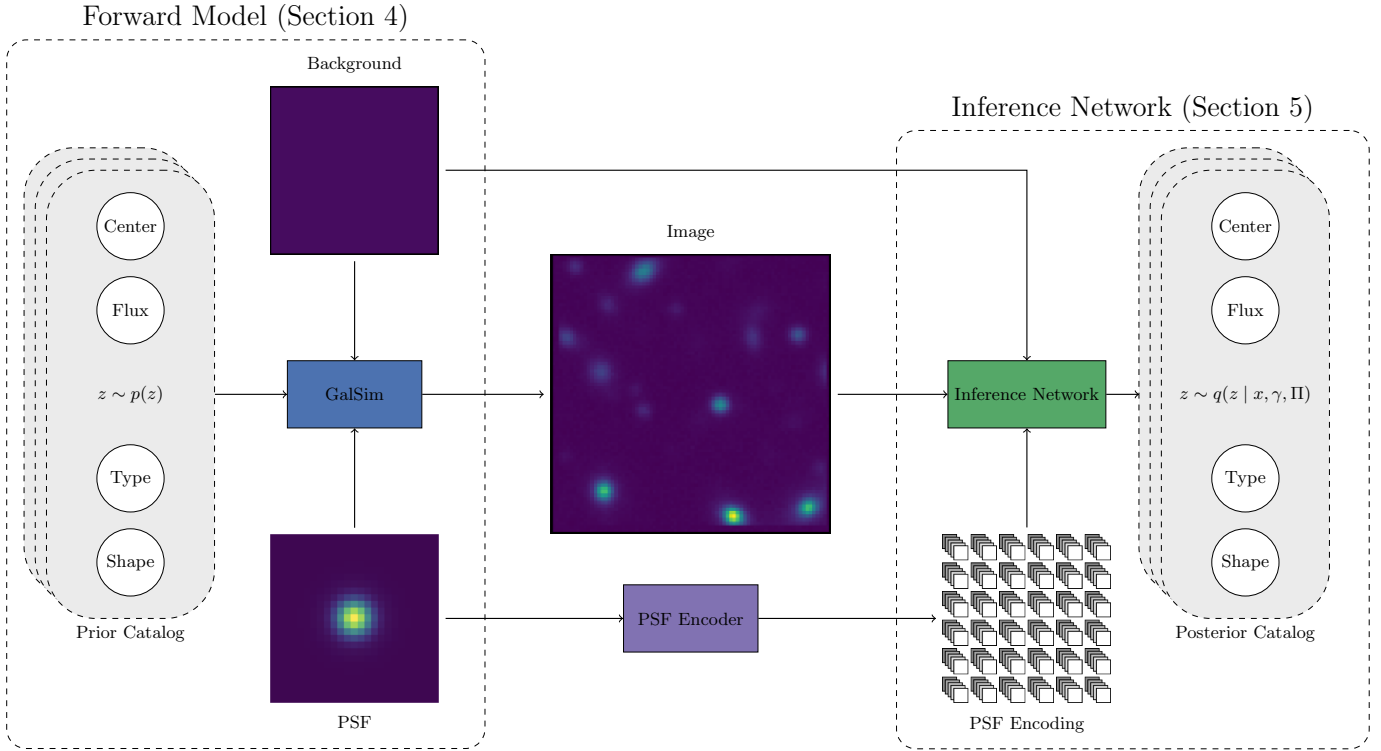 Forward Model (Section 4)
Background
Center
Flux
z ∼ p(z)
Type
Shape
Prior Catalog
GalSim
PSF
Image
PSF Encoder
Inference Network (Section 5)
Inference Network
PSF Encoding
Center
Flux
z ∼ q(z | x, γ, Π)
Type
Shape
Posterior Catalog